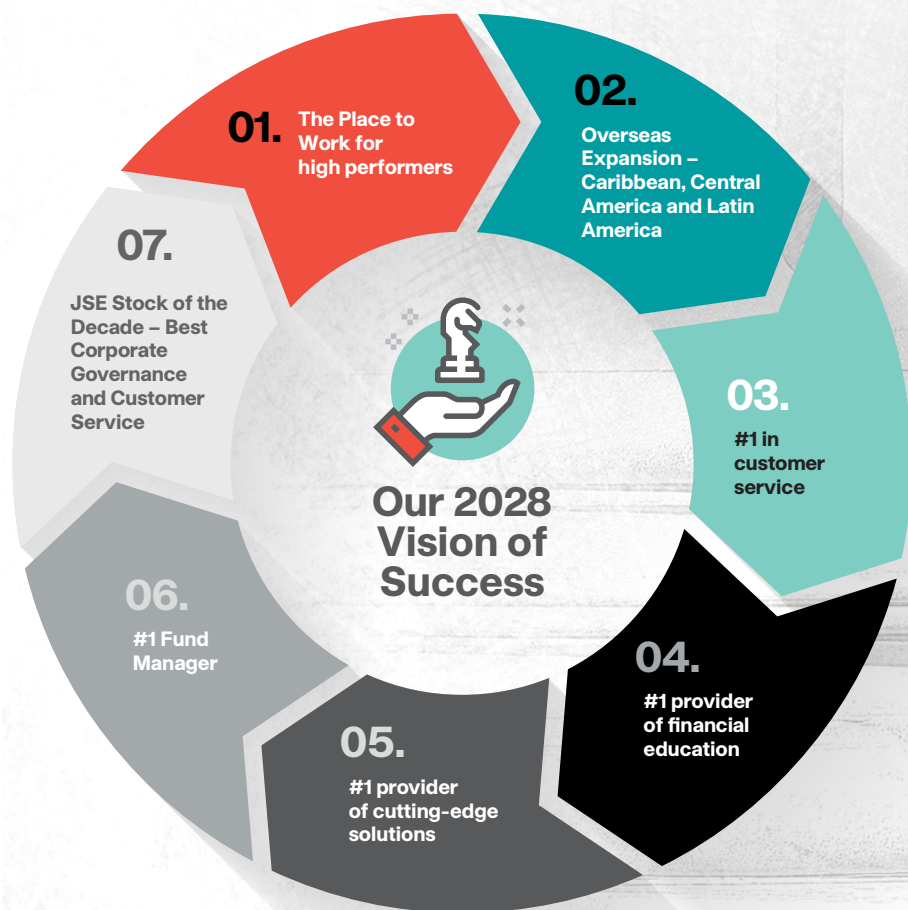 01.
The Place to
Work for
high performers
02.
Overseas
Expansion –
Caribbean, Central
America and Latin
America
03.
#1 in
customer
service
04.
#1 provider
of financial
education
05.
#1 provider
of cutting-edge
solutions
06.
#1 Fund
Manager
07.
JSE Stock of the
Decade – Best
Corporate
Governance
and Customer
Service
Our 2028
Vision of
Success